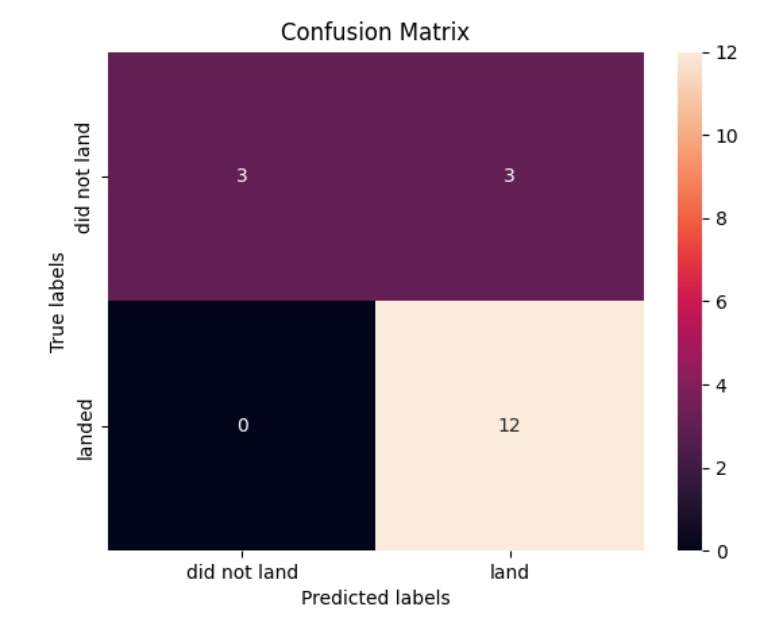 Confusion Matrix
did not land
3
3
12
10
8
6
4
2
0
True labels
landed
0
12
did not land
land
Predicted labels